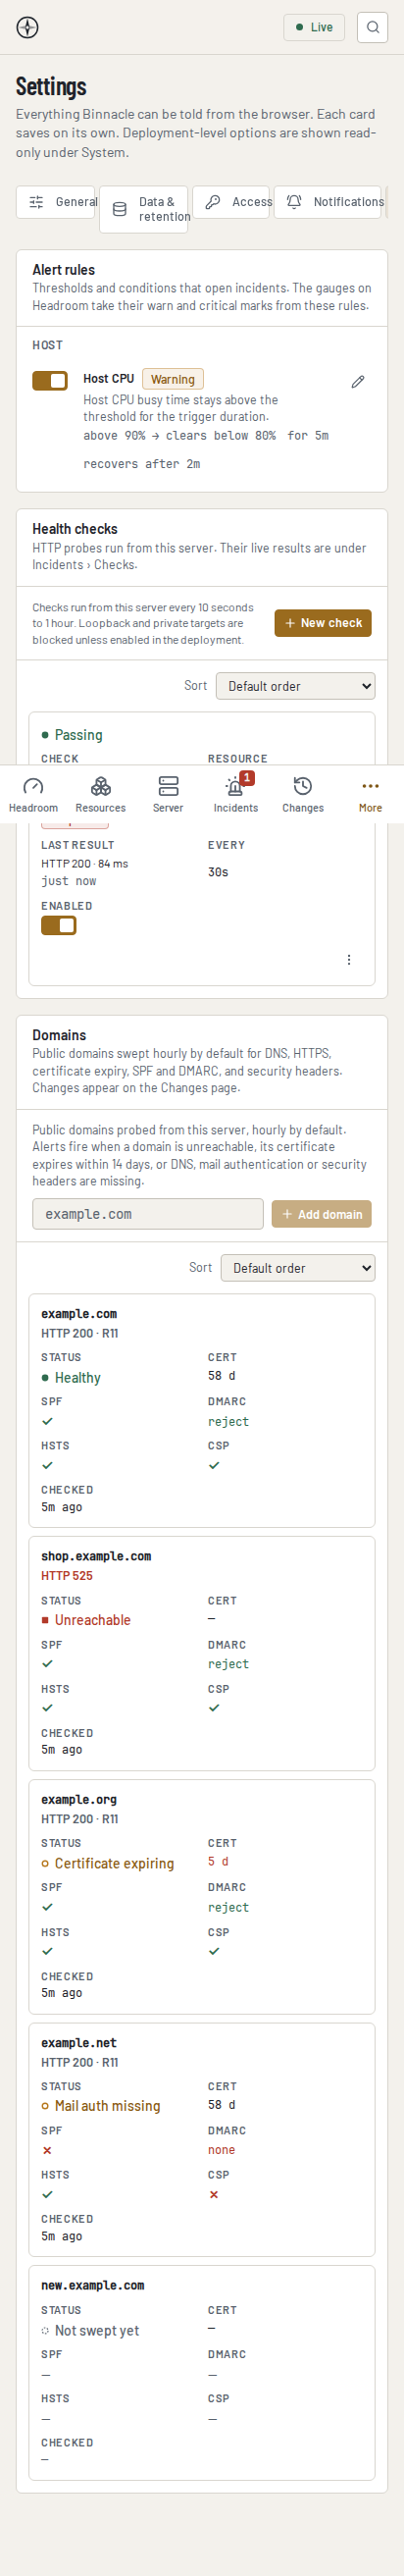 Live
Settings
Everything Binnacle can be told from the browser. Each card
saves on its own. Deployment-level options are shown read-
only under System.
General
Data &
retention
Access
Notifications
Alert rules
Thresholds and conditions that open incidents. The gauges on
Headroom take their warn and critical marks from these rules.
HOST
Host CPU Warning
Host CPU busy time stays above the
threshold for the trigger duration.
above 90% → clears below 80% for 5m
recovers after 2m
Health checks
HTTP probes run from this server. Their live results are under
Incidents › Checks.
Checks run from this server every 10 seconds
to 1 hour. Loopback and private targets are
blocked unless enabled in the deployment.
+ New check
Sort Default order
Passing
CHECK RESOURCE
1
Headroom Resources Server Incidents Changes More
LAST RESULT EVERY
HTTP 200 · 84 ms
just now
30s
ENABLED
Domains
Public domains swept hourly by default for DNS, HTTPS,
certificate expiry, SPF and DMARC, and security headers.
Changes appear on the Changes page.
Public domains probed from this server, hourly by default.
Alerts fire when a domain is unreachable, its certificate
expires within 14 days, or DNS, mail authentication or security
headers are missing.
example.com + Add domain
Sort Default order
example.com
HTTP 200 · R11
STATUS CERT
Healthy 58 d
SPF DMARC
✓ reject
HSTS CSP
✓ ✓
CHECKED
5m ago
shop.example.com
HTTP 525
STATUS CERT
Unreachable —
SPF DMARC
✓ reject
HSTS CSP
✓ ✓
CHECKED
5m ago
example.org
HTTP 200 · R11
STATUS CERT
Certificate expiring 5 d
SPF DMARC
✓ reject
HSTS CSP
✓ ✓
CHECKED
5m ago
example.net
HTTP 200 · R11
STATUS CERT
Mail auth missing 58 d
SPF DMARC
✕ none
HSTS CSP
✓ ✕
CHECKED
5m ago
new.example.com
STATUS CERT
Not swept yet —
SPF DMARC
— —
HSTS CSP
— —
CHECKED
—